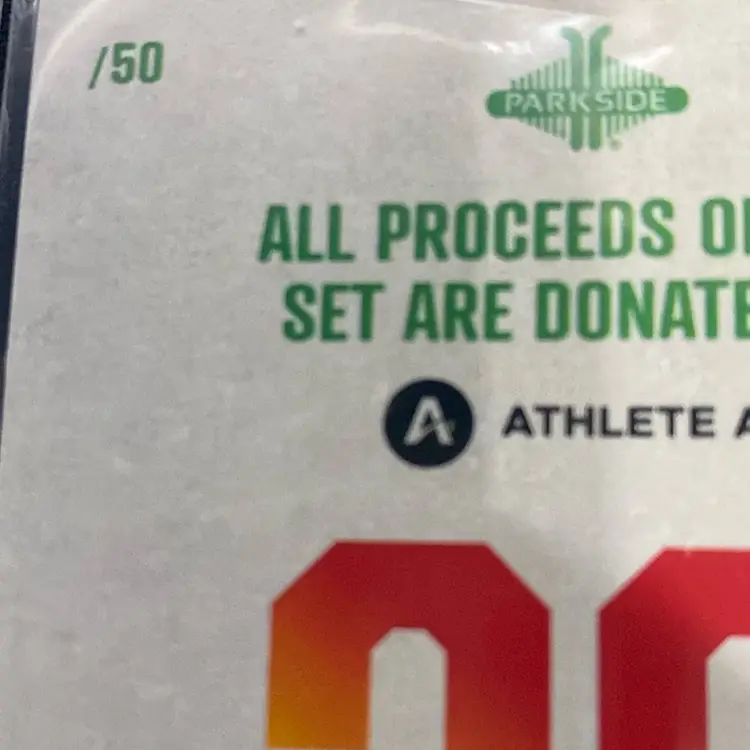 /50
PARKSIDE
ALL PROCEEDS
SET ARE
A ATHLETE